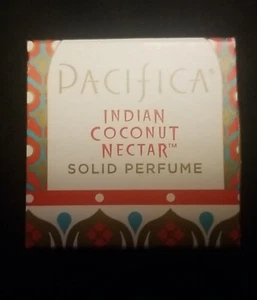 PACIFICA®
INDIAN
COCONUT
NECTAR™
SOLID PERFUME